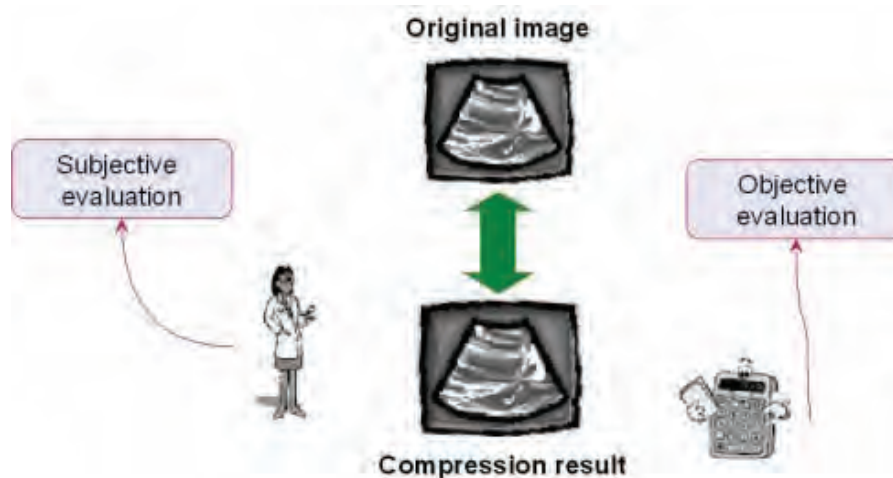 Original image
Subjective
evaluation
Objective
evaluation
Compression result